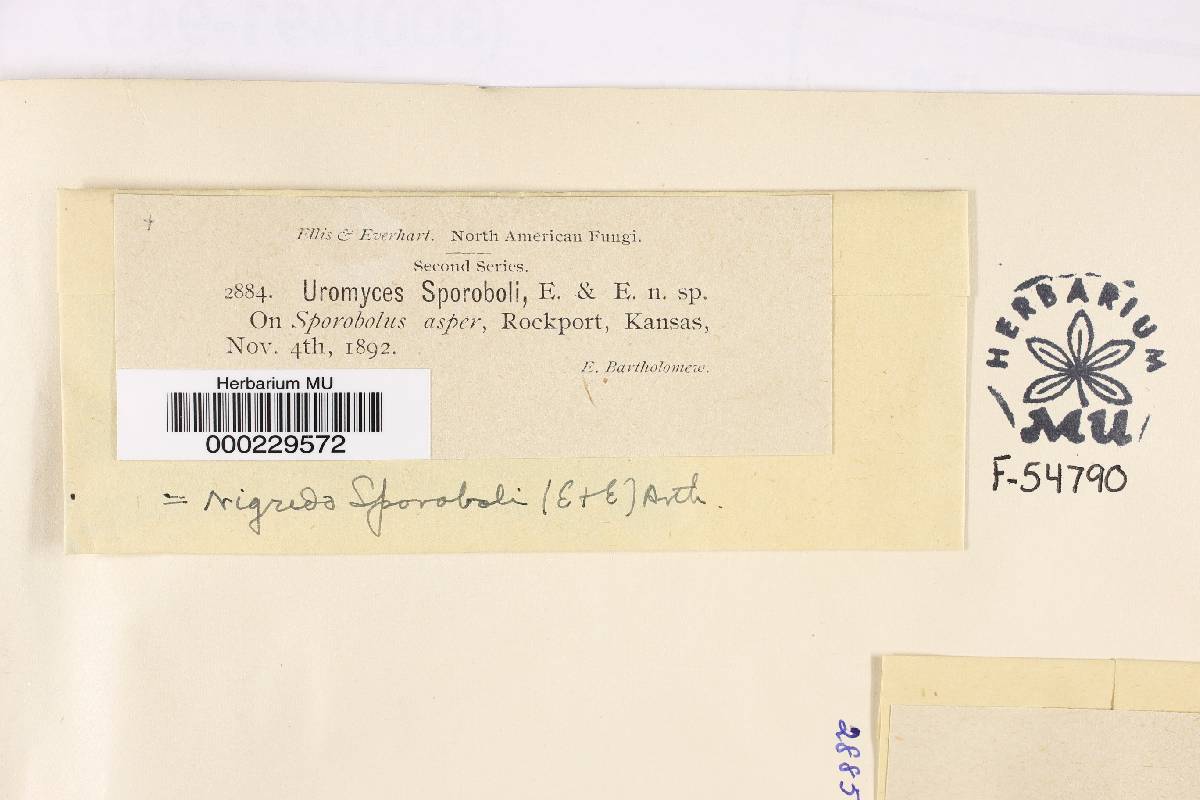 Ellis & Everhart. North American Fungi.
Second Series.
2884. Uromyces Sporoboli, E. & E. n. sp.
On Sporobolus asper, Rockport, Kansas,
Nov. 4th, 1892.
E. Bartholomew.
Herbarium MU
000229572
= Nigredo Sporoboli (E+E) Arth.
HERBARIUM
MU
F-54790
2885